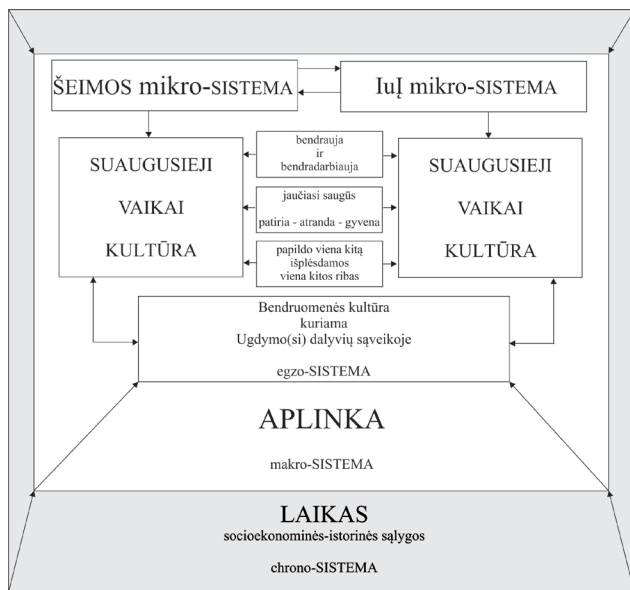 ŠEIMOS mikro-SISTEMA
IuĮ mikro-SISTEMA
SUAUGUSIEJI
VAIKAI
KULTŪRA
bendrauja
ir
bendradarbiauja
jaučiasi saugūs
patiria - atranda - gyvena
papildo viena kitą
išplėsdamos
viena kitos ribas
SUAUGUSIEJI
VAIKAI
KULTŪRA
Bendruomenės kultūra
kuriama
Ugdymo(si) dalyvių sąveikoje
egzo-SISTEMA
APLINKA
makro-SISTEMA
LAIKAS
socioekonominės-istorinės sąlygos
chrono-SISTEMA